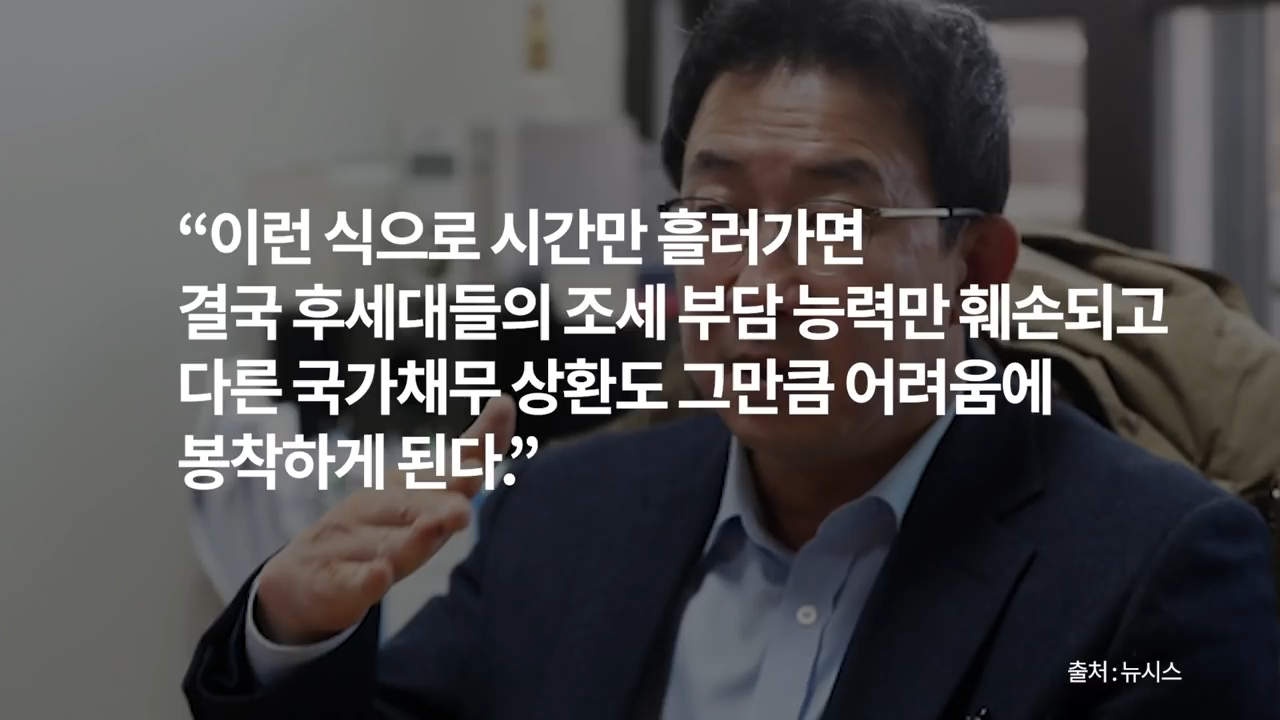 “이런 식으로 시간만 흘러가면
결국 후세대들의 조세 부담 능력만 훼손되고
다른 국가채무 상환도 그만큼 어려움에
봉착하게 된다.”
출처 : 뉴시스